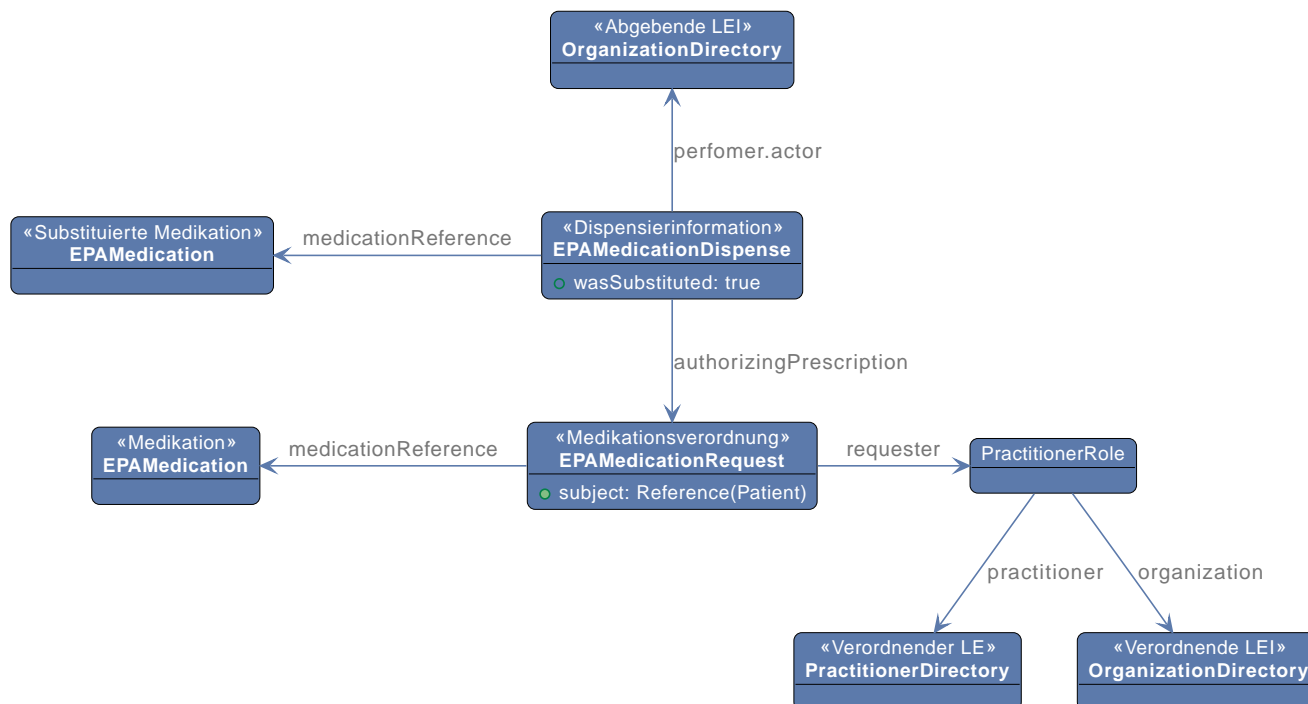 «Abgebende LEI»
OrganizationDirectory
perfomer.actor
«Substituierte Medikation»
EPAMedication
medicationReference
«Dispensierinformation»
EPAMedicationDispense
wasSubstituted: true
authorizingPrescription
«Medikation»
EPAMedication
medicationReference
«Medikationsverordnung»
EPAMedicationRequest
subject: Reference(Patient)
requester
PractitionerRole
practitioner
organization
«Verordnender LE»
PractitionerDirectory
«Verordnende LEI»
OrganizationDirectory